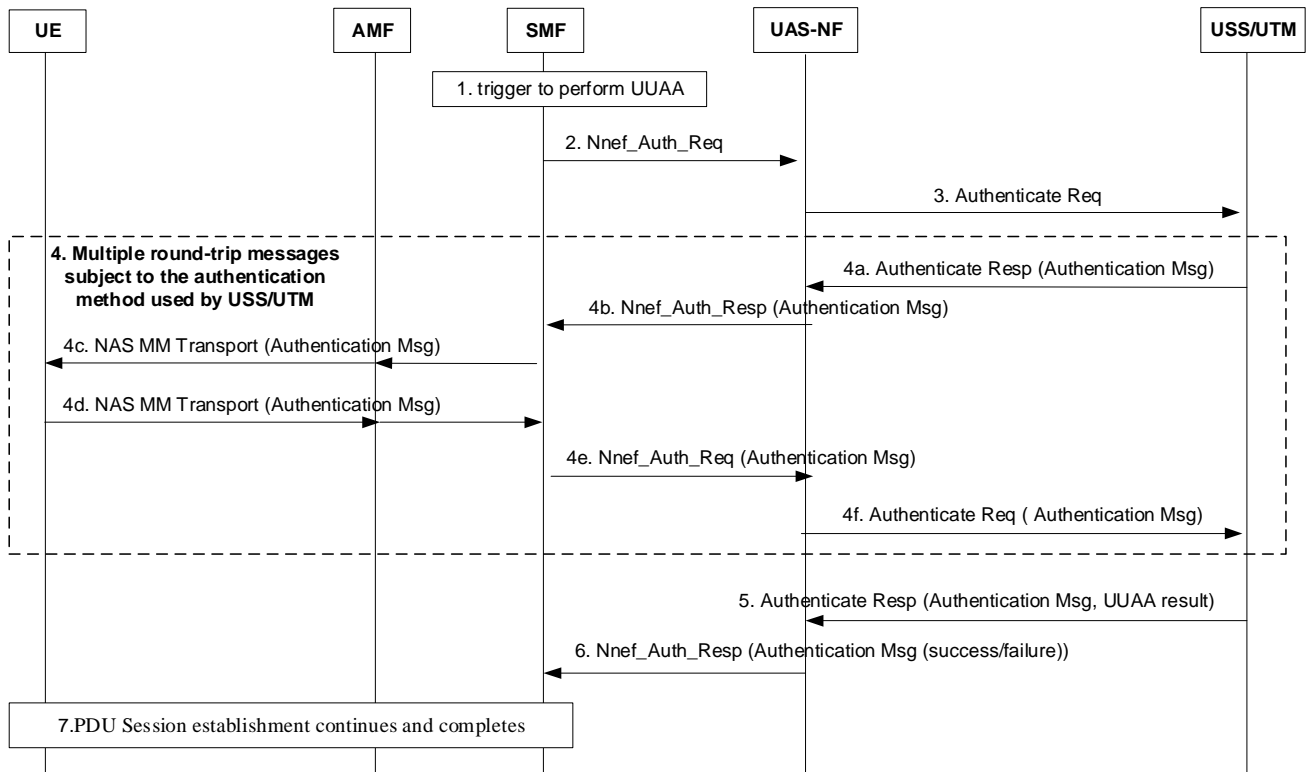 UE
AMF
SMF
UAS-NF
USS/UTM
1. trigger to perform UUAA
2. Nnef_Auth_Req
3. Authenticate Req
4. Multiple round-trip messages
subject to the authentication
method used by USS/UTM
4a. Authenticate Resp (Authentication Msg)
4b. Nnef_Auth_Resp (Authentication Msg)
4c. NAS MM Transport (Authentication Msg)
4d. NAS MM Transport (Authentication Msg)
4e. Nnef_Auth_Req (Authentication Msg)
4f. Authenticate Req ( Authentication Msg)
5. Authenticate Resp (Authentication Msg, UUAA result)
6. Nnef_Auth_Resp (Authentication Msg (success/failure))
7.PDU Session establishment continues and completes